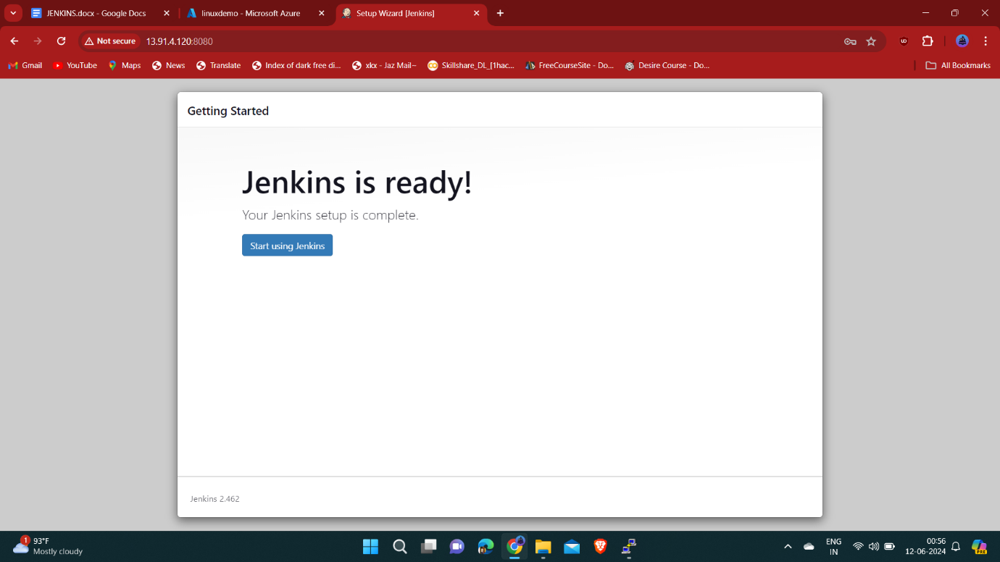 JENKINS.docx - Google Docs
linuxdemo - Microsoft Azure
Setup Wizard [Jenkins]
Not secure
13.91.4.120:8080
Gmail
YouTube
Maps
News
Translate
Index of dark free di...
xkx - Jaz Mail~
Skillshare_DL_[1hac...
FreeCourseSite - Do...
Desire Course - Do...
All Bookmarks
Getting Started
Jenkins is ready!
Your Jenkins setup is complete.
Start using Jenkins
Jenkins 2.462
1
93°F
Mostly cloudy
ENG
IN
00:56
12-06-2024
PRE